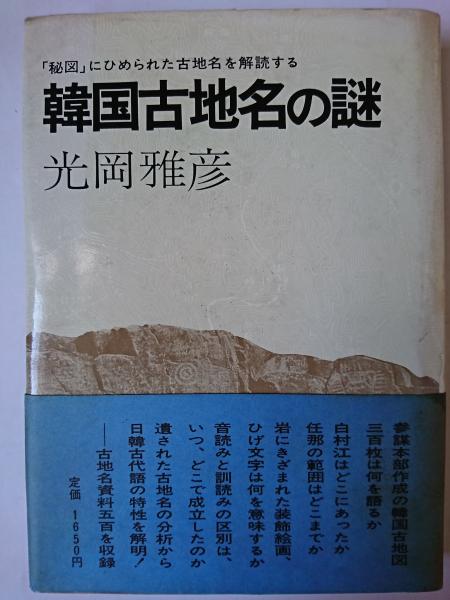 「秘図」にひめられた古地名を解読する
韓国古地名の謎
光岡雅彦
参謀本部作成の韓国古地図
三百枚は何を語るか
白村江はどこにあったか
任那の範囲はどこまでか
岩にきざまれた装飾絵画、
ひげ文字は何を意味するか
音読みと訓読みの区別は、
いつ、どこで成立したのか
遺された古地名の分析から
日韓古代語の特性を解明!
——古地名資料五百を収録
定価 1650円